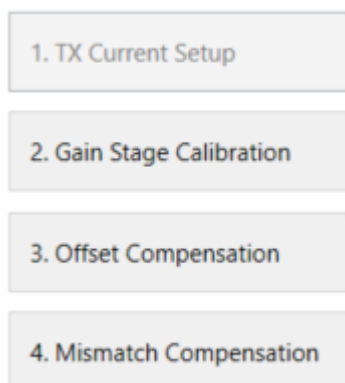 1. TX Current Setup
2. Gain Stage Calibration
3. Offset Compensation
4. Mismatch Compensation